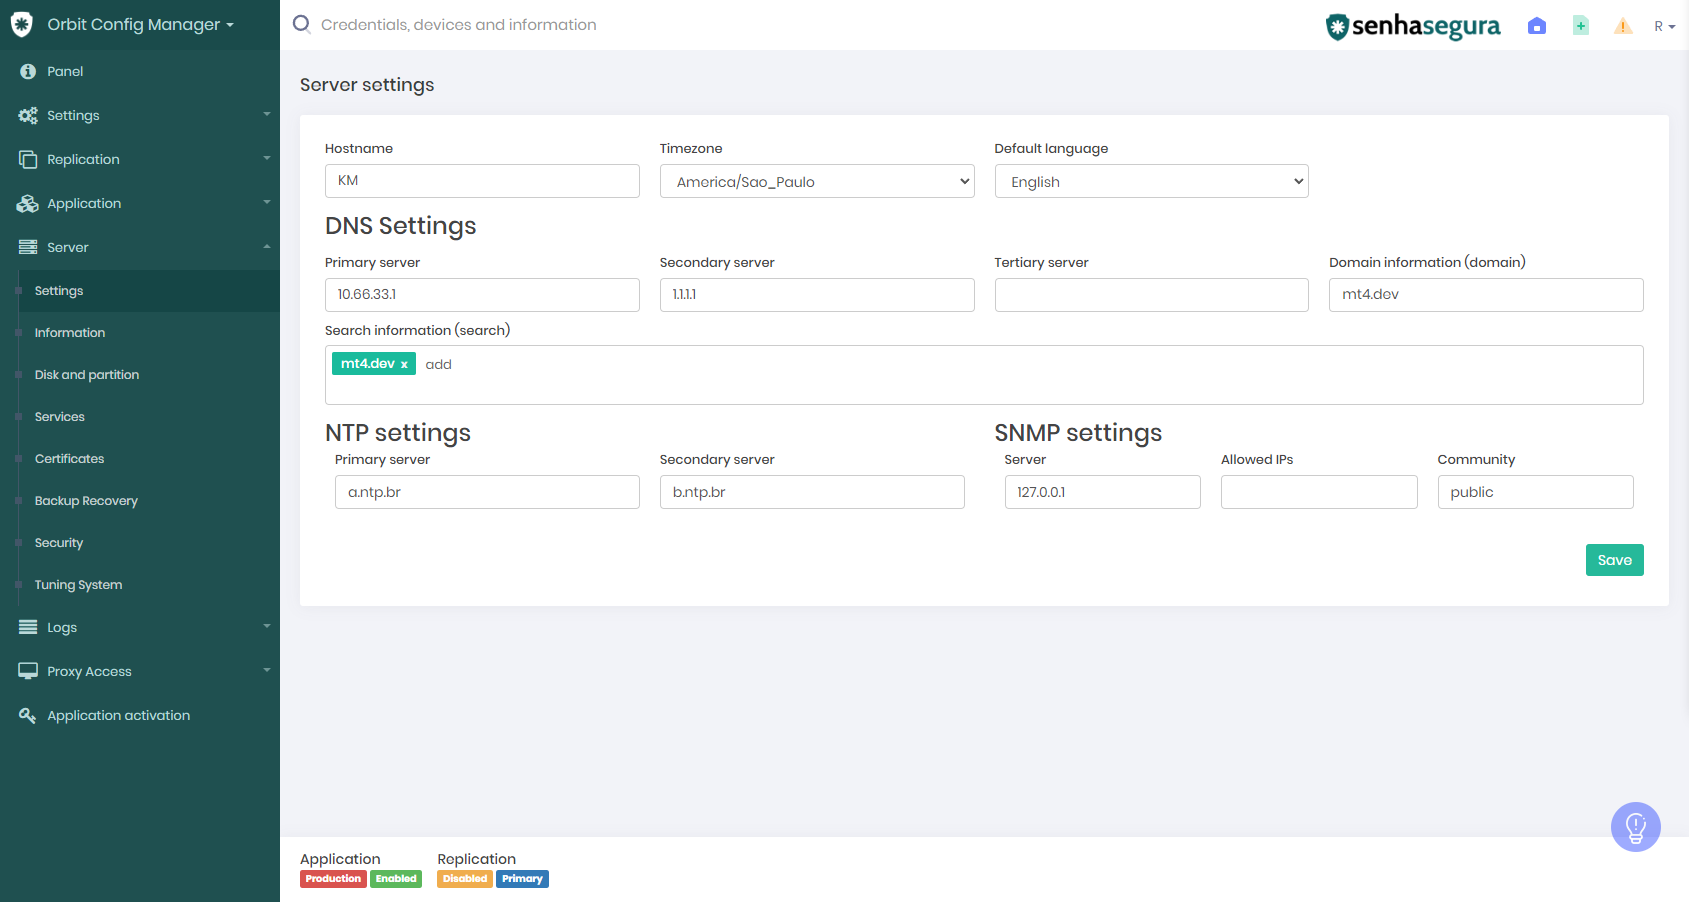 Orbit Config Manager
Credentials, devices and information
senhasegura
R
Panel
Settings
Replication
Application
Server
Settings
Information
Disk and partition
Services
Certificates
Backup Recovery
Security
Tuning System
Logs
Proxy Access
Application activation
Server settings
Hostname Timezone Default language
KM America/Sao_Paulo English
DNS Settings
Primary server Secondary server Tertiary server Domain information (domain)
10.66.33.1 1.1.1.1 mt4.dev
Search information (search)
mt4.dev x add
NTP settings SNMP settings
Primary server Secondary server Server Allowed IPs Community
a.ntp.br b.ntp.br 127.0.0.1 public
Save
Application Replication
Production Enabled Disabled Primary